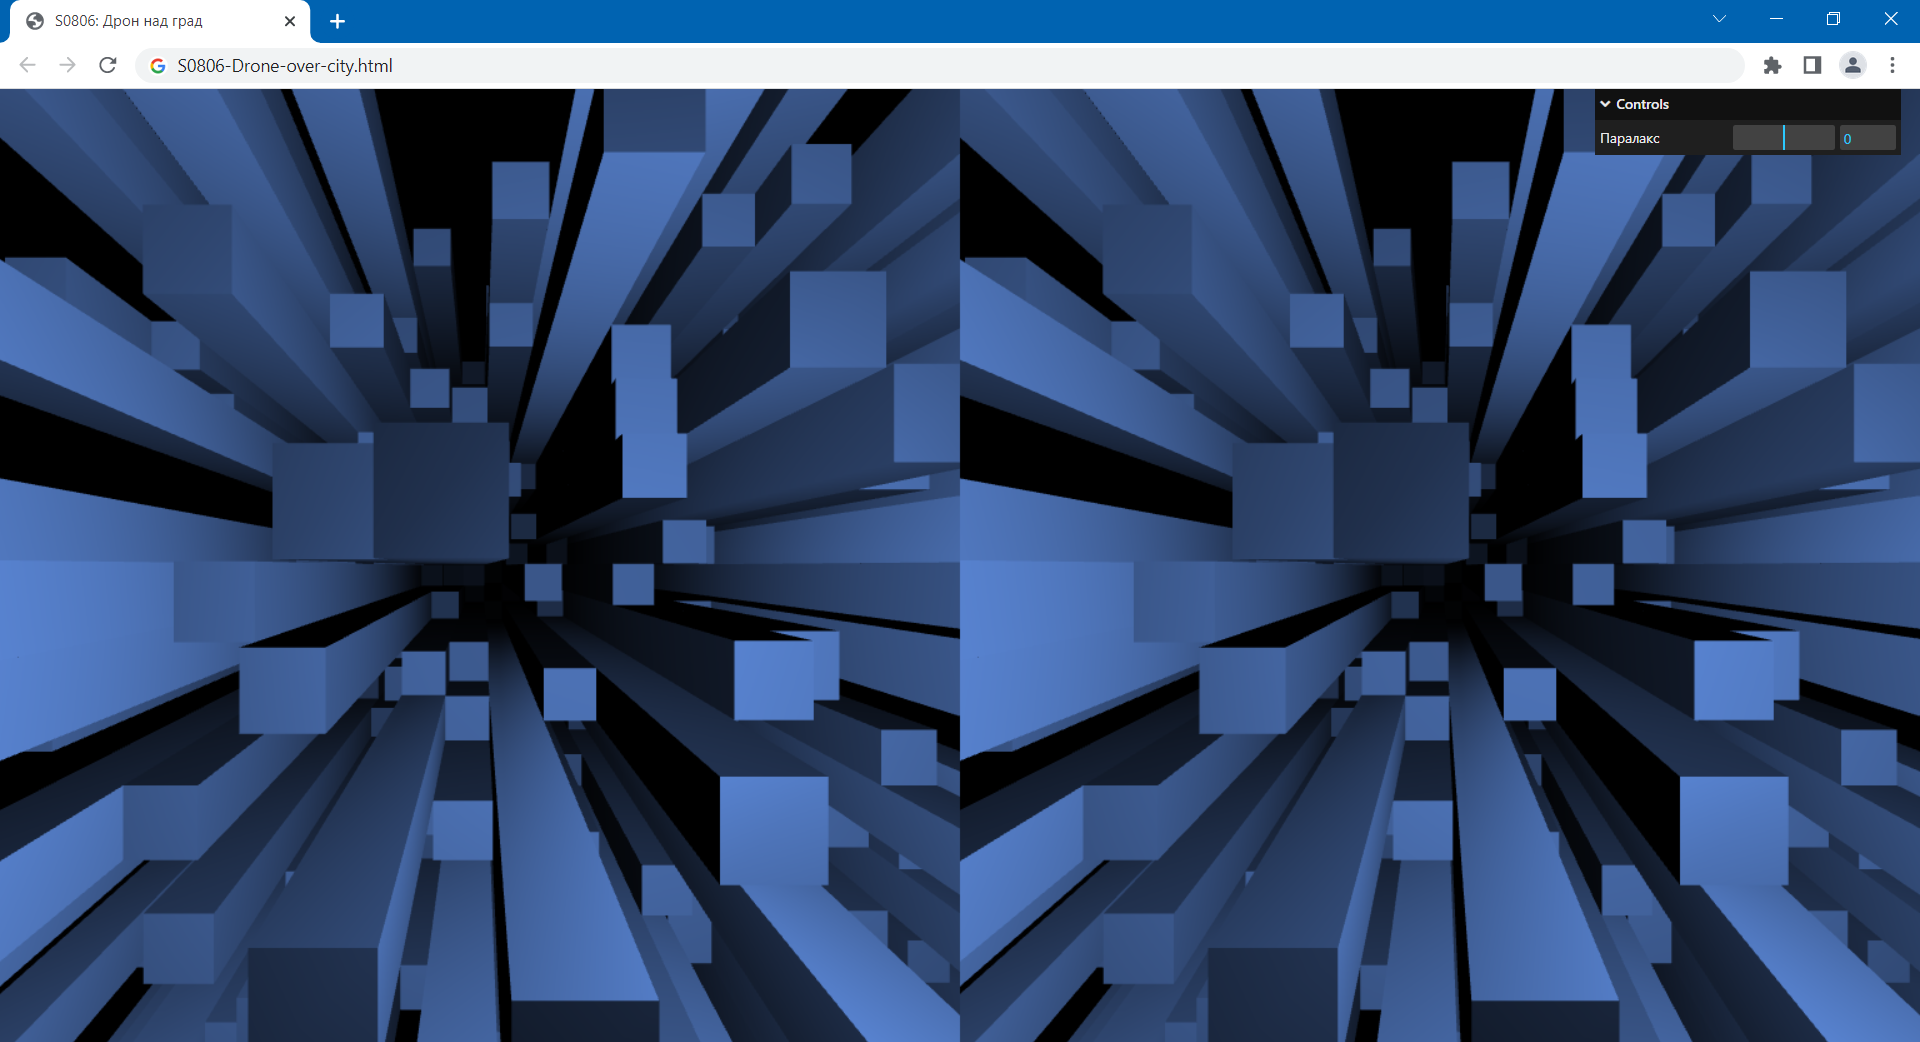 S0806: Дрон над град
S0806-Drone-over-city.html
Controls
Паралакс
0